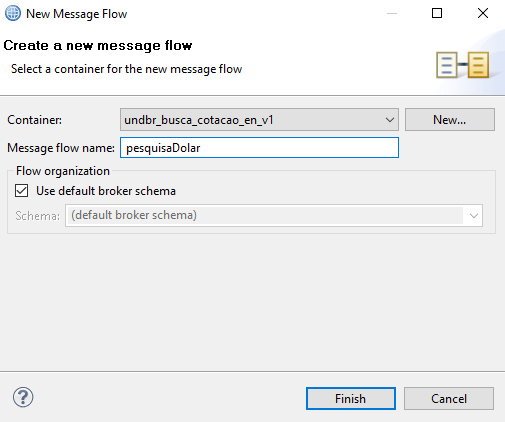 New Message Flow
Create a new message flow
Select a container for the new message flow
Container: undbr_busca_cotacao_en_v1 New...
Message flow name: pesquisaDolar
Flow organization
Use default broker schema
Schema: (default broker schema)
? Finish Cancel